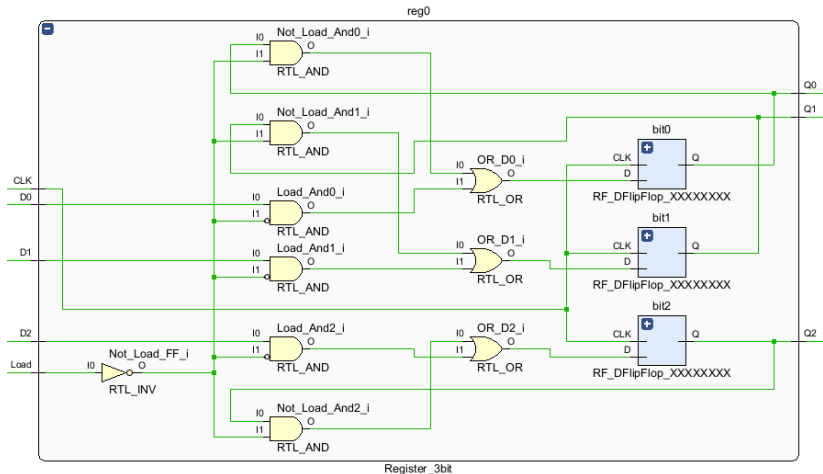 reg0
Not_Load_And0_i
I0
I1
O
RTL_AND
Q0
Q1
Not_Load_And1_i
I0
I1
O
RTL_AND
bit0
CLK
D
Q
RF_DFlipFlop_XXXXXXXX
OR_D0_i
I0
I1
O
RTL_OR
CLK
D0
Load_And0_i
I0
I1
O
RTL_AND
bit1
CLK
D
Q
RF_DFlipFlop_XXXXXXXX
D1
Load_And1_i
I0
I1
O
RTL_AND
OR_D1_i
I0
I1
O
RTL_OR
bit2
CLK
D
Q
RF_DFlipFlop_XXXXXXXX
Q2
D2
Load_And2_i
I0
I1
O
RTL_AND
OR_D2_i
I0
I1
O
RTL_OR
Load
Not_Load_FF_i
I0
O
RTL_INV
Not_Load_And2_i
I0
I1
O
RTL_AND
Register_3bit